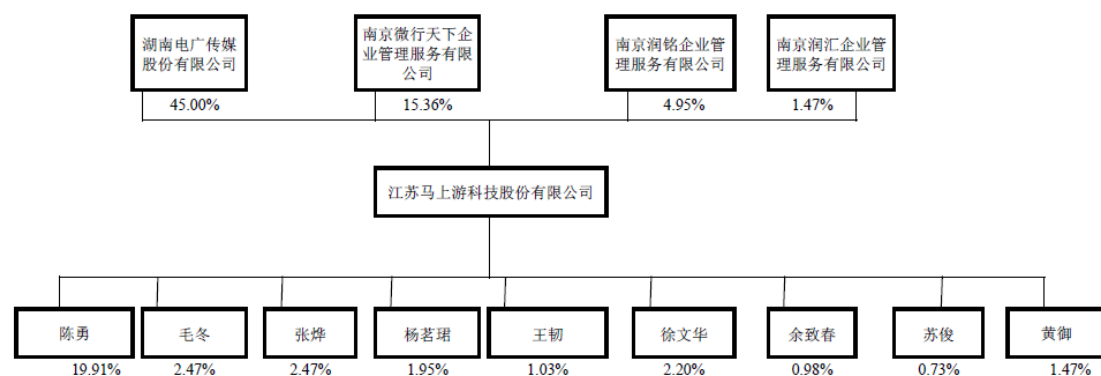 湖南电广传媒
股份有限公司
南京微行天下企
业管理服务有限
公司
南京润铭企业管
理服务有限公司
南京润汇企业管
理服务有限公司
45.00%
15.36%
4.95%
1.47%
江苏马上游科技股份有限公司
陈勇
毛冬
张烨
杨茗珺
王韧
徐文华
余致春
苏俊
黄御
19.91%
2.47%
2.47%
1.95%
1.03%
2.20%
0.98%
0.73%
1.47%